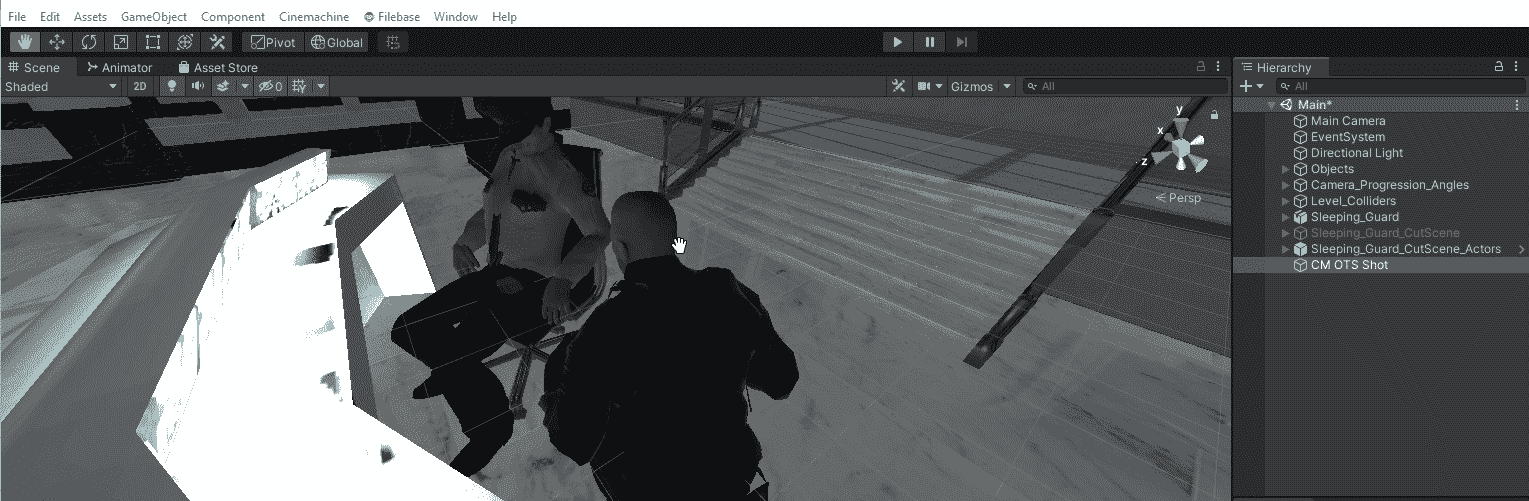 File Edit Assets GameObject Component Cinemachine Filebase Window Help
Pivot Global
Scene Animator Asset Store
Hierarchy
Shaded 2D 0 Gizmos All
All
Main*
Main Camera
EventSystem
Directional Light
Objects
Camera_Progression_Angles
Level_Colliders
Sleeping_Guard
Sleeping_Guard_CutScene
Sleeping_Guard_CutScene_Actors
CM OTS Shot
y
x
z
Persp